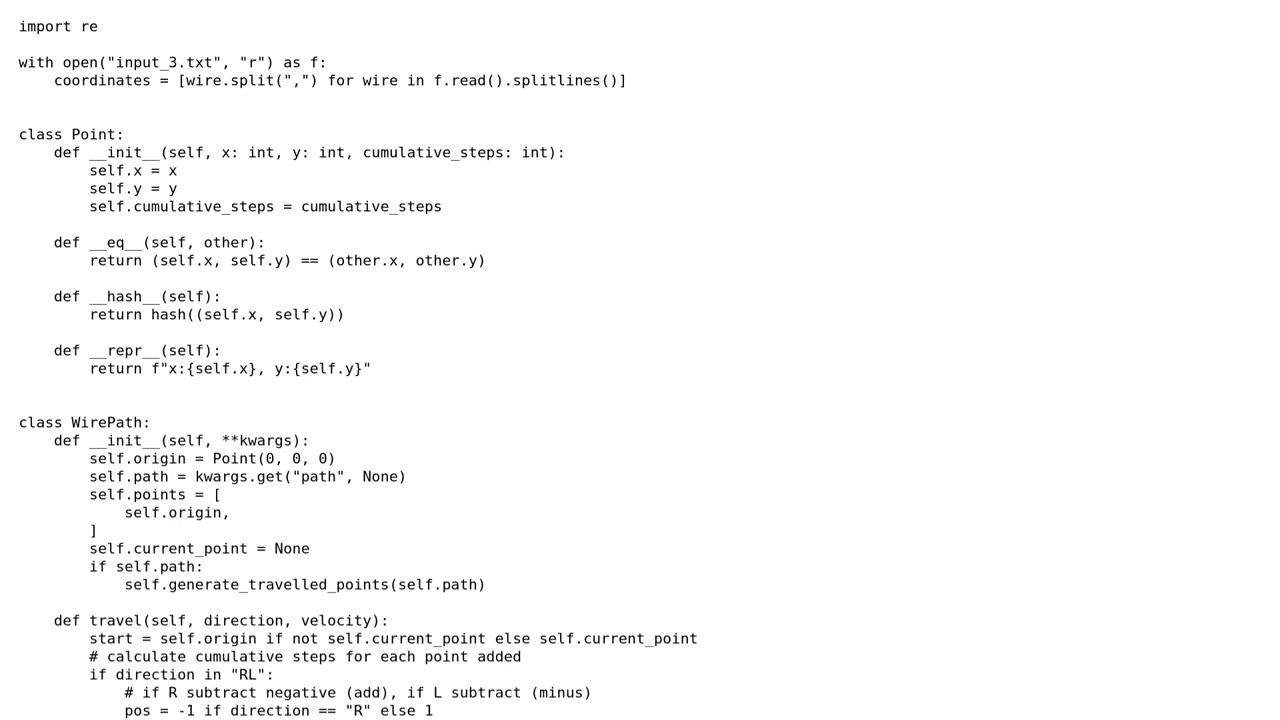 import re
with open("input_3.txt", "r") as f:
    coordinates = [wire.split(",") for wire in f.read().splitlines()]
class Point:
    def __init__(self, x: int, y: int, cumulative_steps: int):
        self.x = x
        self.y = y
        self.cumulative_steps = cumulative_steps
    def __eq__(self, other):
        return (self.x, self.y) == (other.x, other.y)
    def __hash__(self):
        return hash((self.x, self.y))
    def __repr__(self):
        return f"x:{self.x}, y:{self.y}"
class WirePath:
    def __init__(self, **kwargs):
        self.origin = Point(0, 0, 0)
        self.path = kwargs.get("path", None)
        self.points = [
            self.origin,
        ]
        self.current_point = None
        if self.path:
            self.generate_travelled_points(self.path)
    def travel(self, direction, velocity):
        start = self.origin if not self.current_point else self.current_point
        # calculate cumulative steps for each point added
        if direction in "RL":
            # if R subtract negative (add), if L subtract (minus)
            pos = -1 if direction == "R" else 1